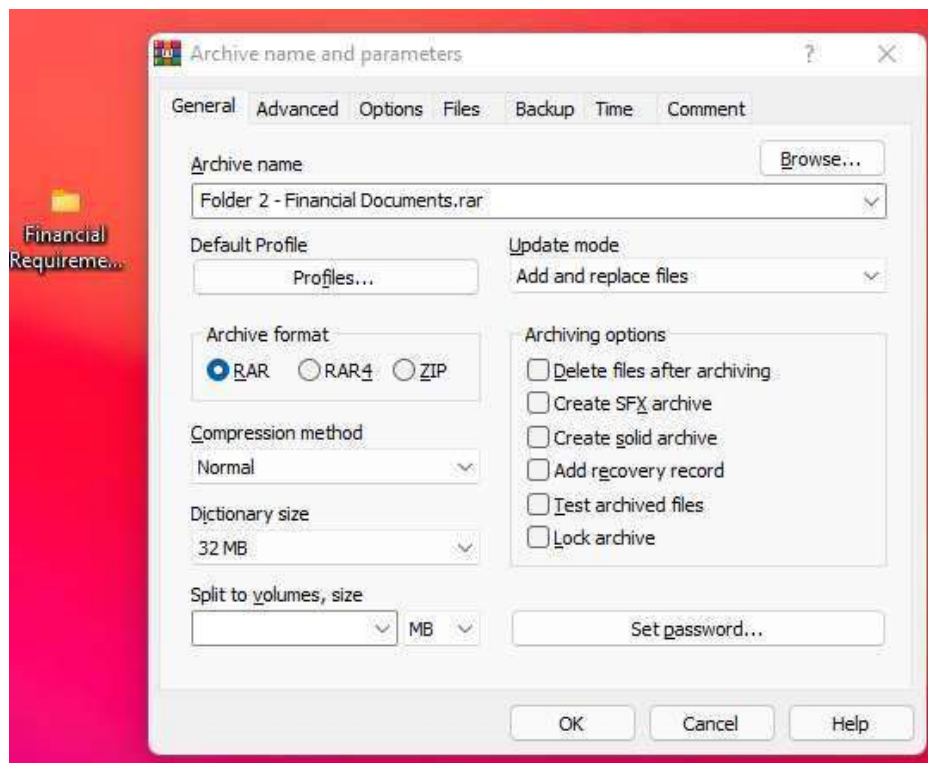 Archive name and parameters
General Advanced Options Files Backup Time Comment
Archive name
Browse...
Folder 2 - Financial Documents.rar
Financial
Requireme...
Default Profile
Profiles...
Update mode
Add and replace files
Archive format
RAR RAR4 ZIP
Compression method
Normal
Dictionary size
32 MB
Split to volumes, size
MB
Archiving options
Delete files after archiving
Create SFX archive
Create solid archive
Add recovery record
Test archived files
Lock archive
Set password...
OK Cancel Help